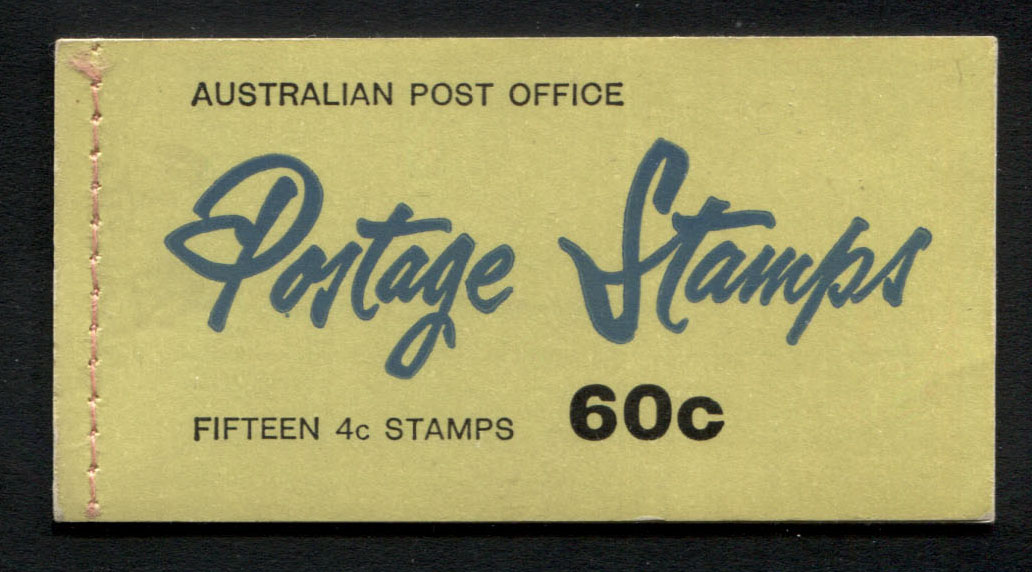 AUSTRALIAN POST OFFICE
Postage Stamps
FIFTEEN 4c STAMPS 60c